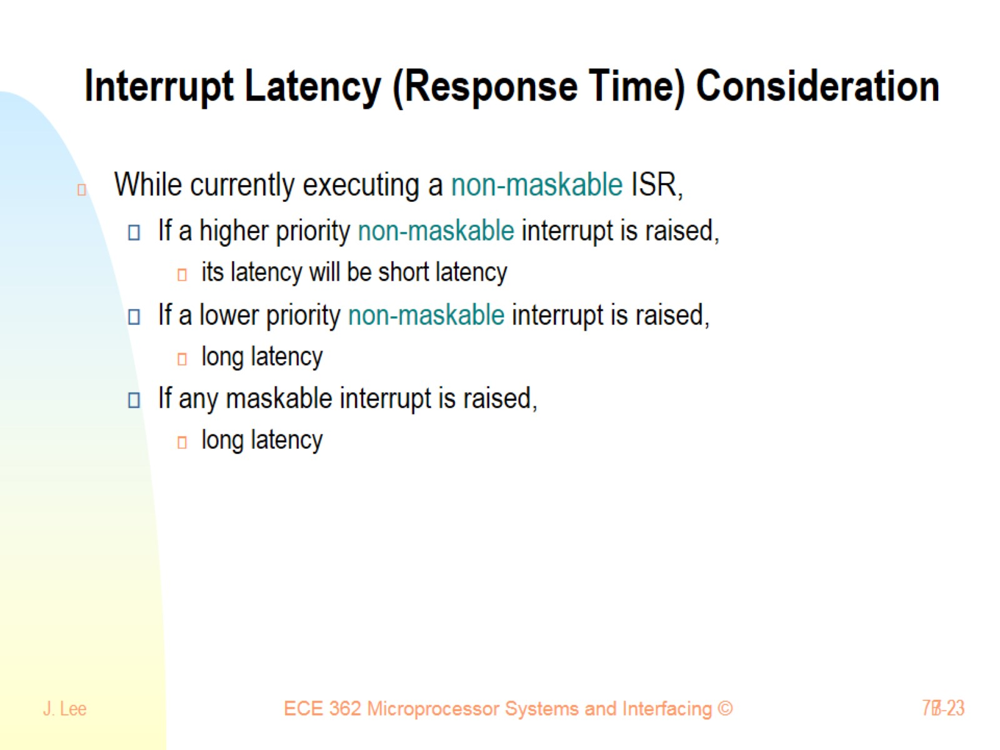 Interrupt Latency (Response Time) Consideration
While currently executing a non-maskable ISR,
If a higher priority non-maskable interrupt is raised,
its latency will be short latency
If a lower priority non-maskable interrupt is raised,
long latency
If any maskable interrupt is raised,
long latency
J. Lee
ECE 362 Microprocessor Systems and Interfacing ©